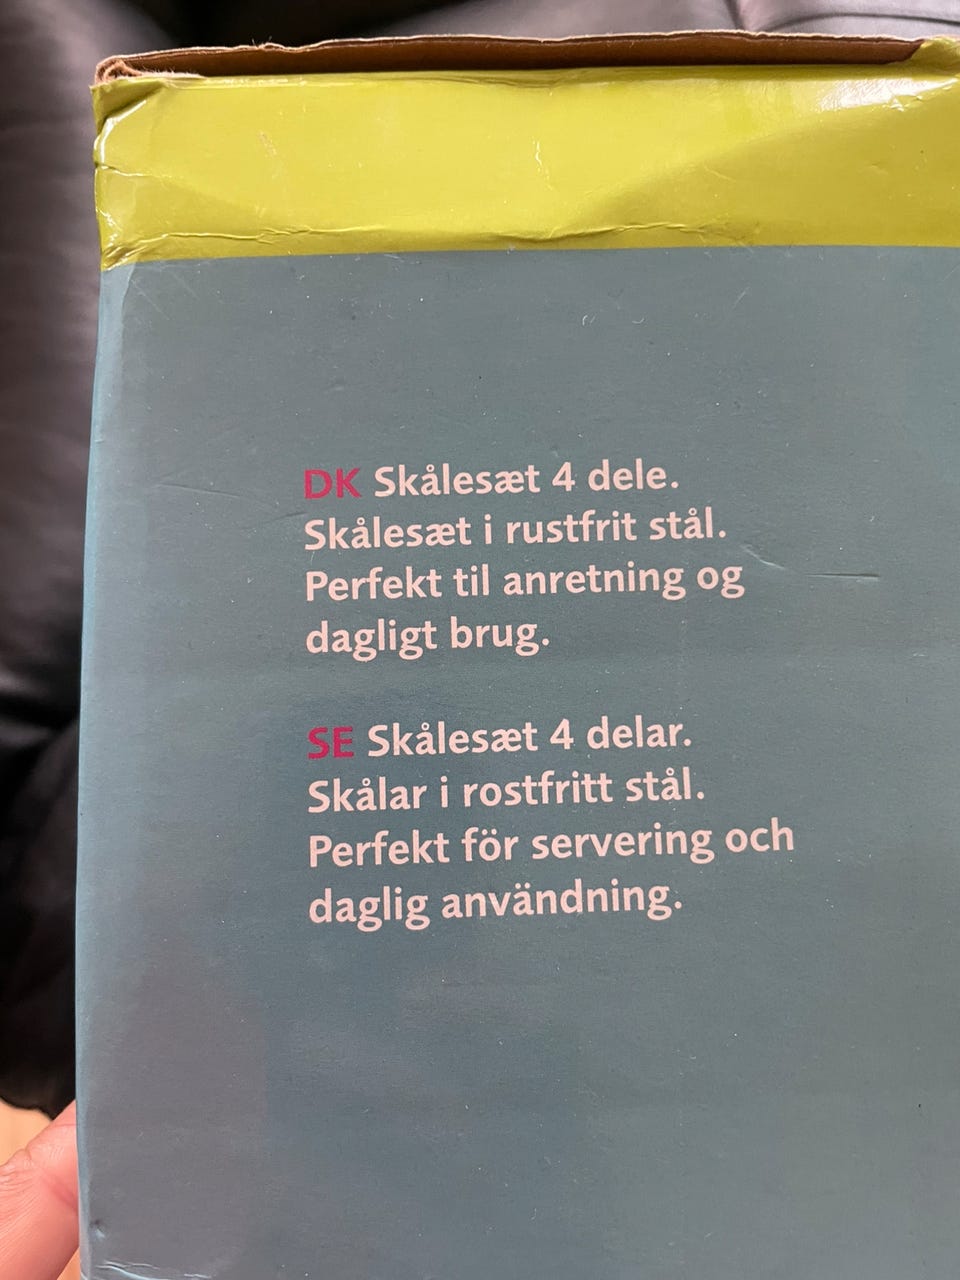 DK Skålesæt 4 dele.
Skålesæt i rustfrit stål.
Perfekt til anretning og
dagligt brug.
SE Skålesæt 4 delar.
Skålar i rostfritt stål.
Perfekt för servering och
daglig användning.